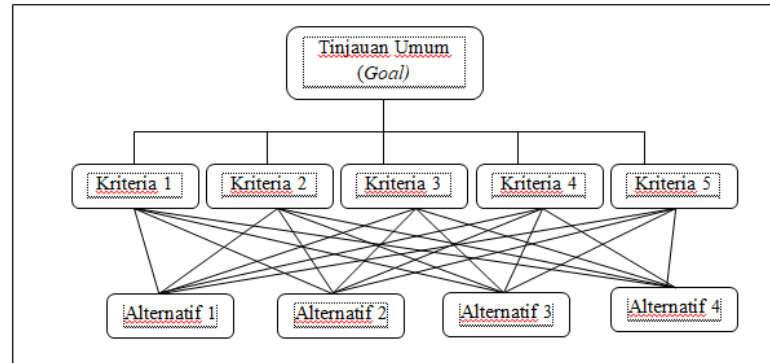 Tinjauan Umum
(Goal)
Kriteria 1
Kriteria 2
Kriteria 3
Kriteria 4
Kriteria 5
Alternatif 1
Alternatif 2
Alternatif 3
Alternatif 4